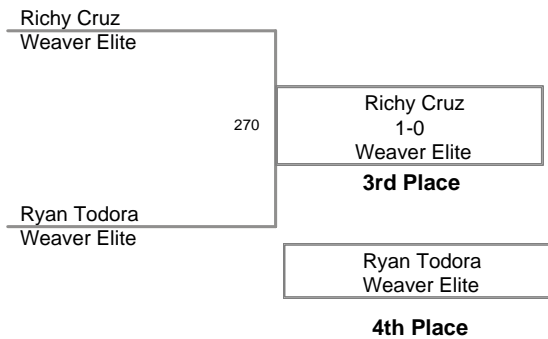 Richy Cruz
Weaver Elite
270
Richy Cruz
1-0
Weaver Elite
3rd Place
Ryan Todora
Weaver Elite
Ryan Todora
Weaver Elite
4th Place